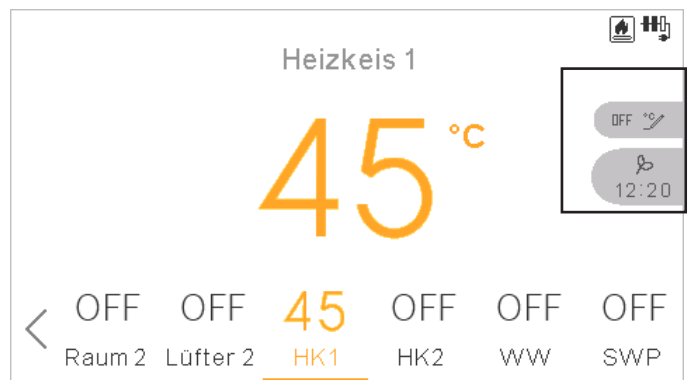 Heizkeis 1
45 °C
OFF °C
12:20
OFF OFF 45 OFF OFF OFF
Raum 2 Lüfter 2 HK1 HK2 WW SWP